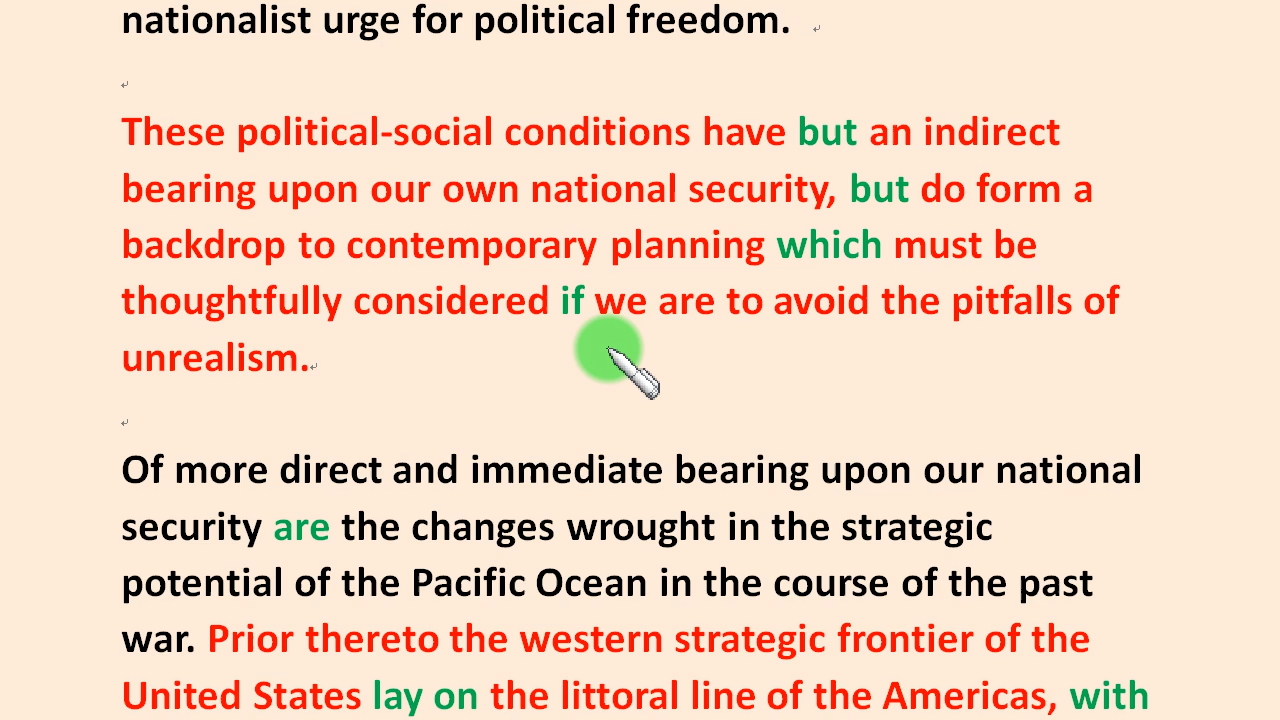 nationalist urge for political freedom.
These political-social conditions have but an indirect
bearing upon our own national security, but do form a
backdrop to contemporary planning which must be
thoughtfully considered if we are to avoid the pitfalls of
unrealism.
Of more direct and immediate bearing upon our national
security are the changes wrought in the strategic
potential of the Pacific Ocean in the course of the past
war. Prior thereto the western strategic frontier of the
United States lay on the littoral line of the Americas, with